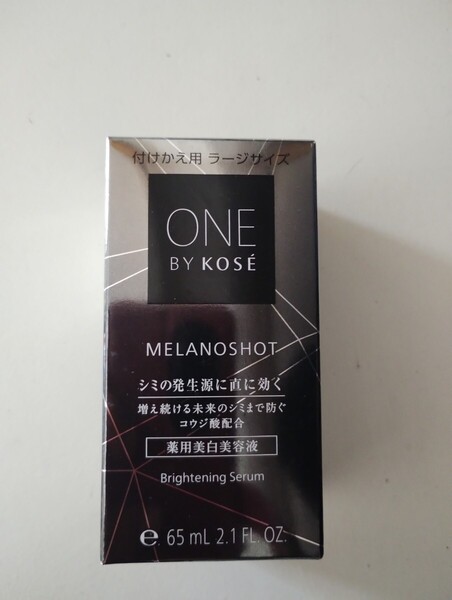 付けかえ用 ラージサイズ
ONE
BY KOSÉ
MELANOSHOT
シミの発生源に直に効く
増え続ける未来のシミまで防ぐ
コウジ酸配合
薬用美白美容液
Brightening Serum
e 65 mL 2.1 FL. OZ.